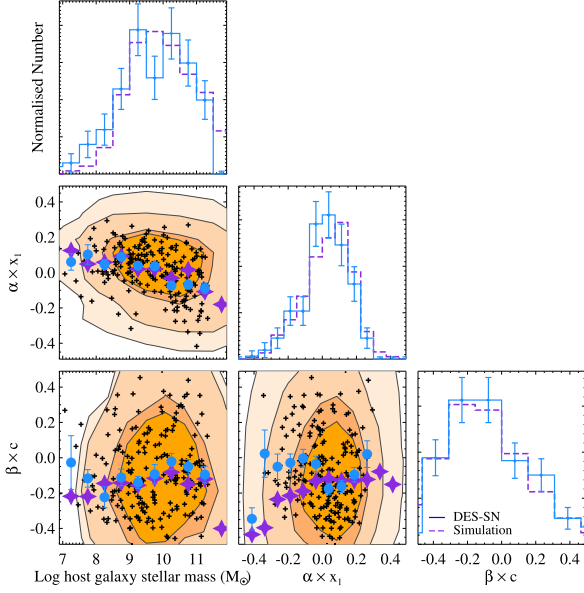 Normalised Number
α × x₁
0.4
0.2
0.0
-0.2
-0.4
β × c
0.4
0.2
0.0
-0.2
-0.4
DES-SN
Simulation
7 8 9 10 11
-0.4 -0.2 0.0 0.2 0.4
-0.4 -0.2 0.0 0.2 0.4
Log host galaxy stellar mass (M☉)
α × x₁
β × c